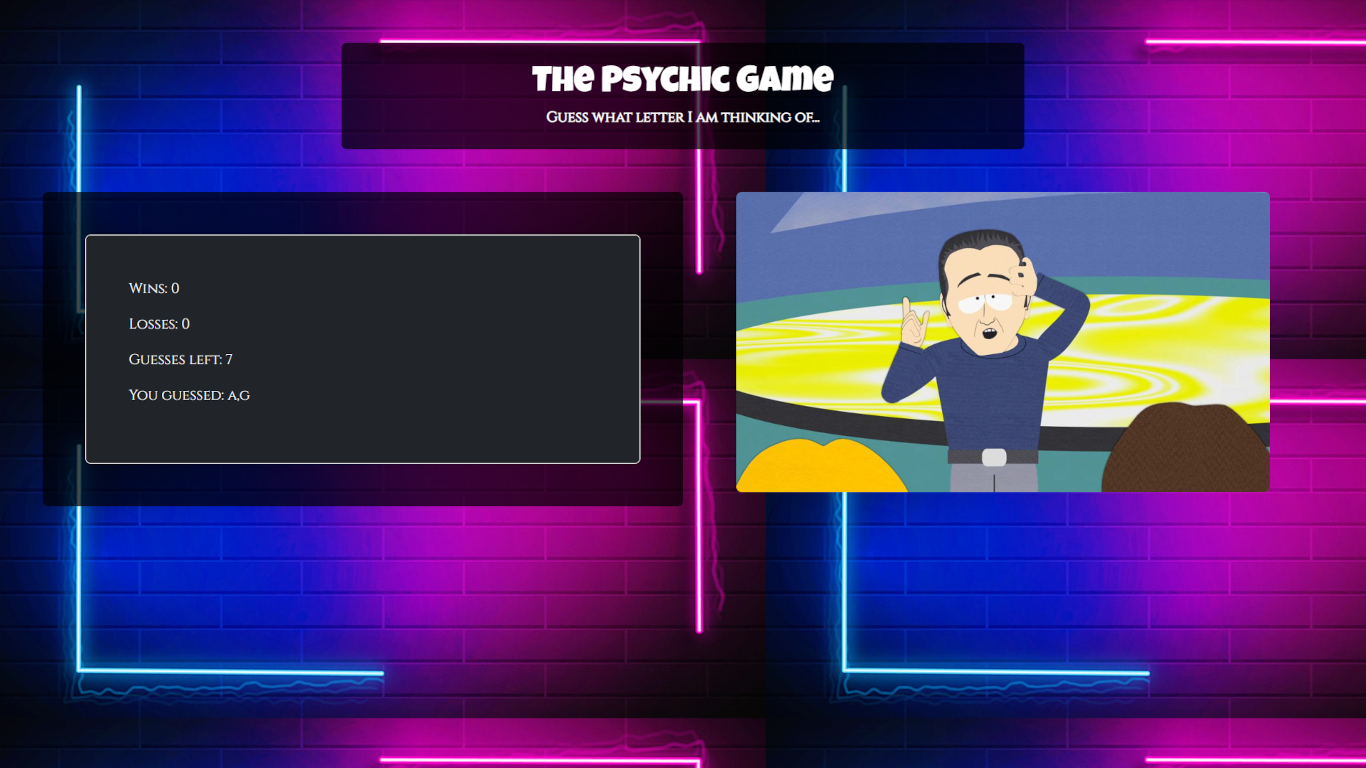 The Psychic Game
Guess what letter I am thinking of...
Wins: 0
Losses: 0
Guesses left: 7
You guessed: a,g